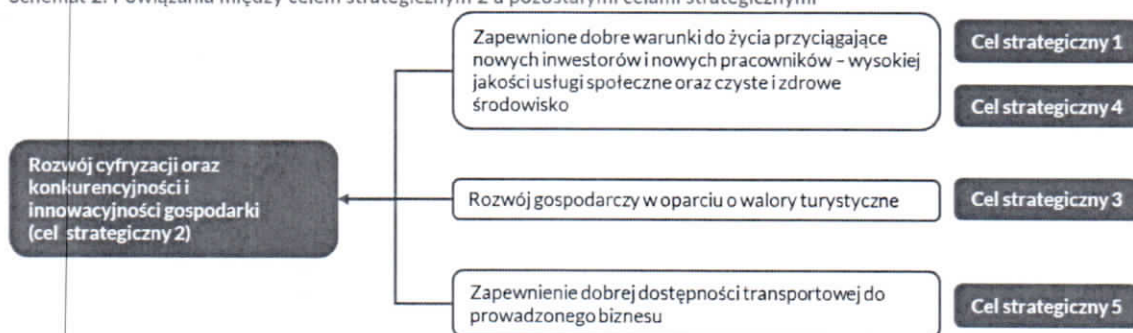 Schemat 2. Powiązania między celem strategicznym 2 a pozostałymi celami strategicznymi
Zapewnione dobre warunki do życia przyciągające
nowych inwestorów i nowych pracowników – wysokiej
jakości usługi społeczne oraz czyste i zdrowe
środowisko
Cel strategiczny 1
Cel strategiczny 4
Rozwój cyfryzacji oraz
konkurencyjności i
innowacyjności gospodarki
(cel strategiczny 2)
Rozwój gospodarczy w oparciu o walory turystyczne
Cel strategiczny 3
Zapewnienie dobrej dostępności transportowej do
prowadzonego biznesu
Cel strategiczny 5